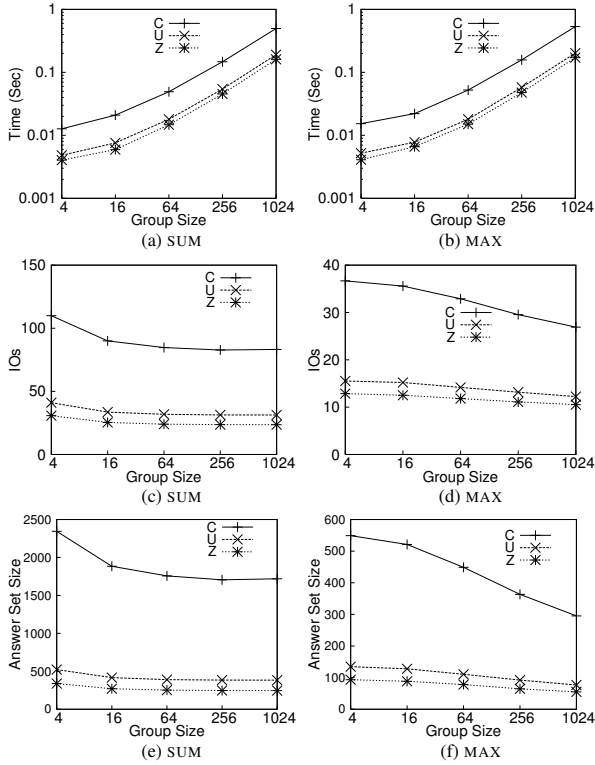 1
0.1
0.01
0.001
Time (Sec)
C
U
Z
4 16 64 256 1024
Group Size
(a) SUM
1
0.1
0.01
0.001
Time (Sec)
C
U
Z
4 16 64 256 1024
Group Size
(b) MAX
150
100
50
0
IOs
C
U
Z
4 16 64 256 1024
Group Size
(c) SUM
40
30
20
10
0
IOs
C
U
Z
4 16 64 256 1024
Group Size
(d) MAX
2500
2000
1500
1000
500
0
Answer Set Size
C
U
Z
4 16 64 256 1024
Group Size
(e) SUM
600
500
400
300
200
100
0
Answer Set Size
C
U
Z
4 16 64 256 1024
Group Size
(f) MAX